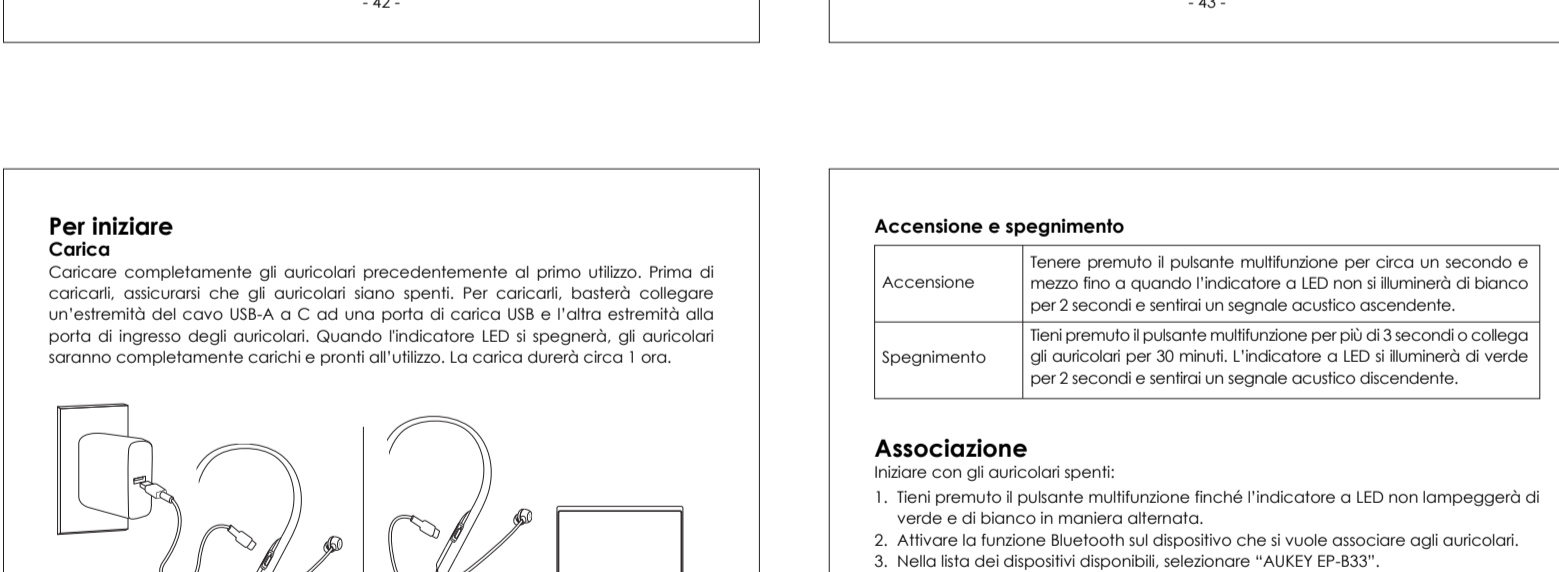 - 42 -
- 43 -
Per iniziare
Carica
Caricare completamente gli auricolari precedentemente al primo utilizzo. Prima di
caricarli, assicurarsi che gli auricolari siano spenti. Per caricarli, basterà collegare
un’estremità del cavo USB-A a C ad una porta di carica USB e l’altra estremità alla
porta di ingresso degli auricolari. Quando l'indicatore LED si spegnerà, gli auricolari
saranno completamente carichi e pronti all’utilizzo. La carica durerà circa 1 ora.
Accensione e spegnimento
Accensione
Tenere premuto il pulsante multifunzione per circa un secondo e
mezzo fino a quando l’indicatore a LED non si illuminerà di bianco
per 2 secondi e sentirai un segnale acustico ascendente.
Spegnimento
Tieni premuto il pulsante multifunzione per più di 3 secondi o collega
gli auricolari per 30 minuti. L’indicatore a LED si illuminerà di verde
per 2 secondi e sentirai un segnale acustico discendente.
Associazione
Iniziare con gli auricolari spenti:
1. Tieni premuto il pulsante multifunzione finché l’indicatore a LED non lampeggerà di
verde e di bianco in maniera alternata.
2. Attivare la funzione Bluetooth sul dispositivo che si vuole associare agli auricolari.
3. Nella lista dei dispositivi disponibili, selezionare “AUKEY EP-B33”.